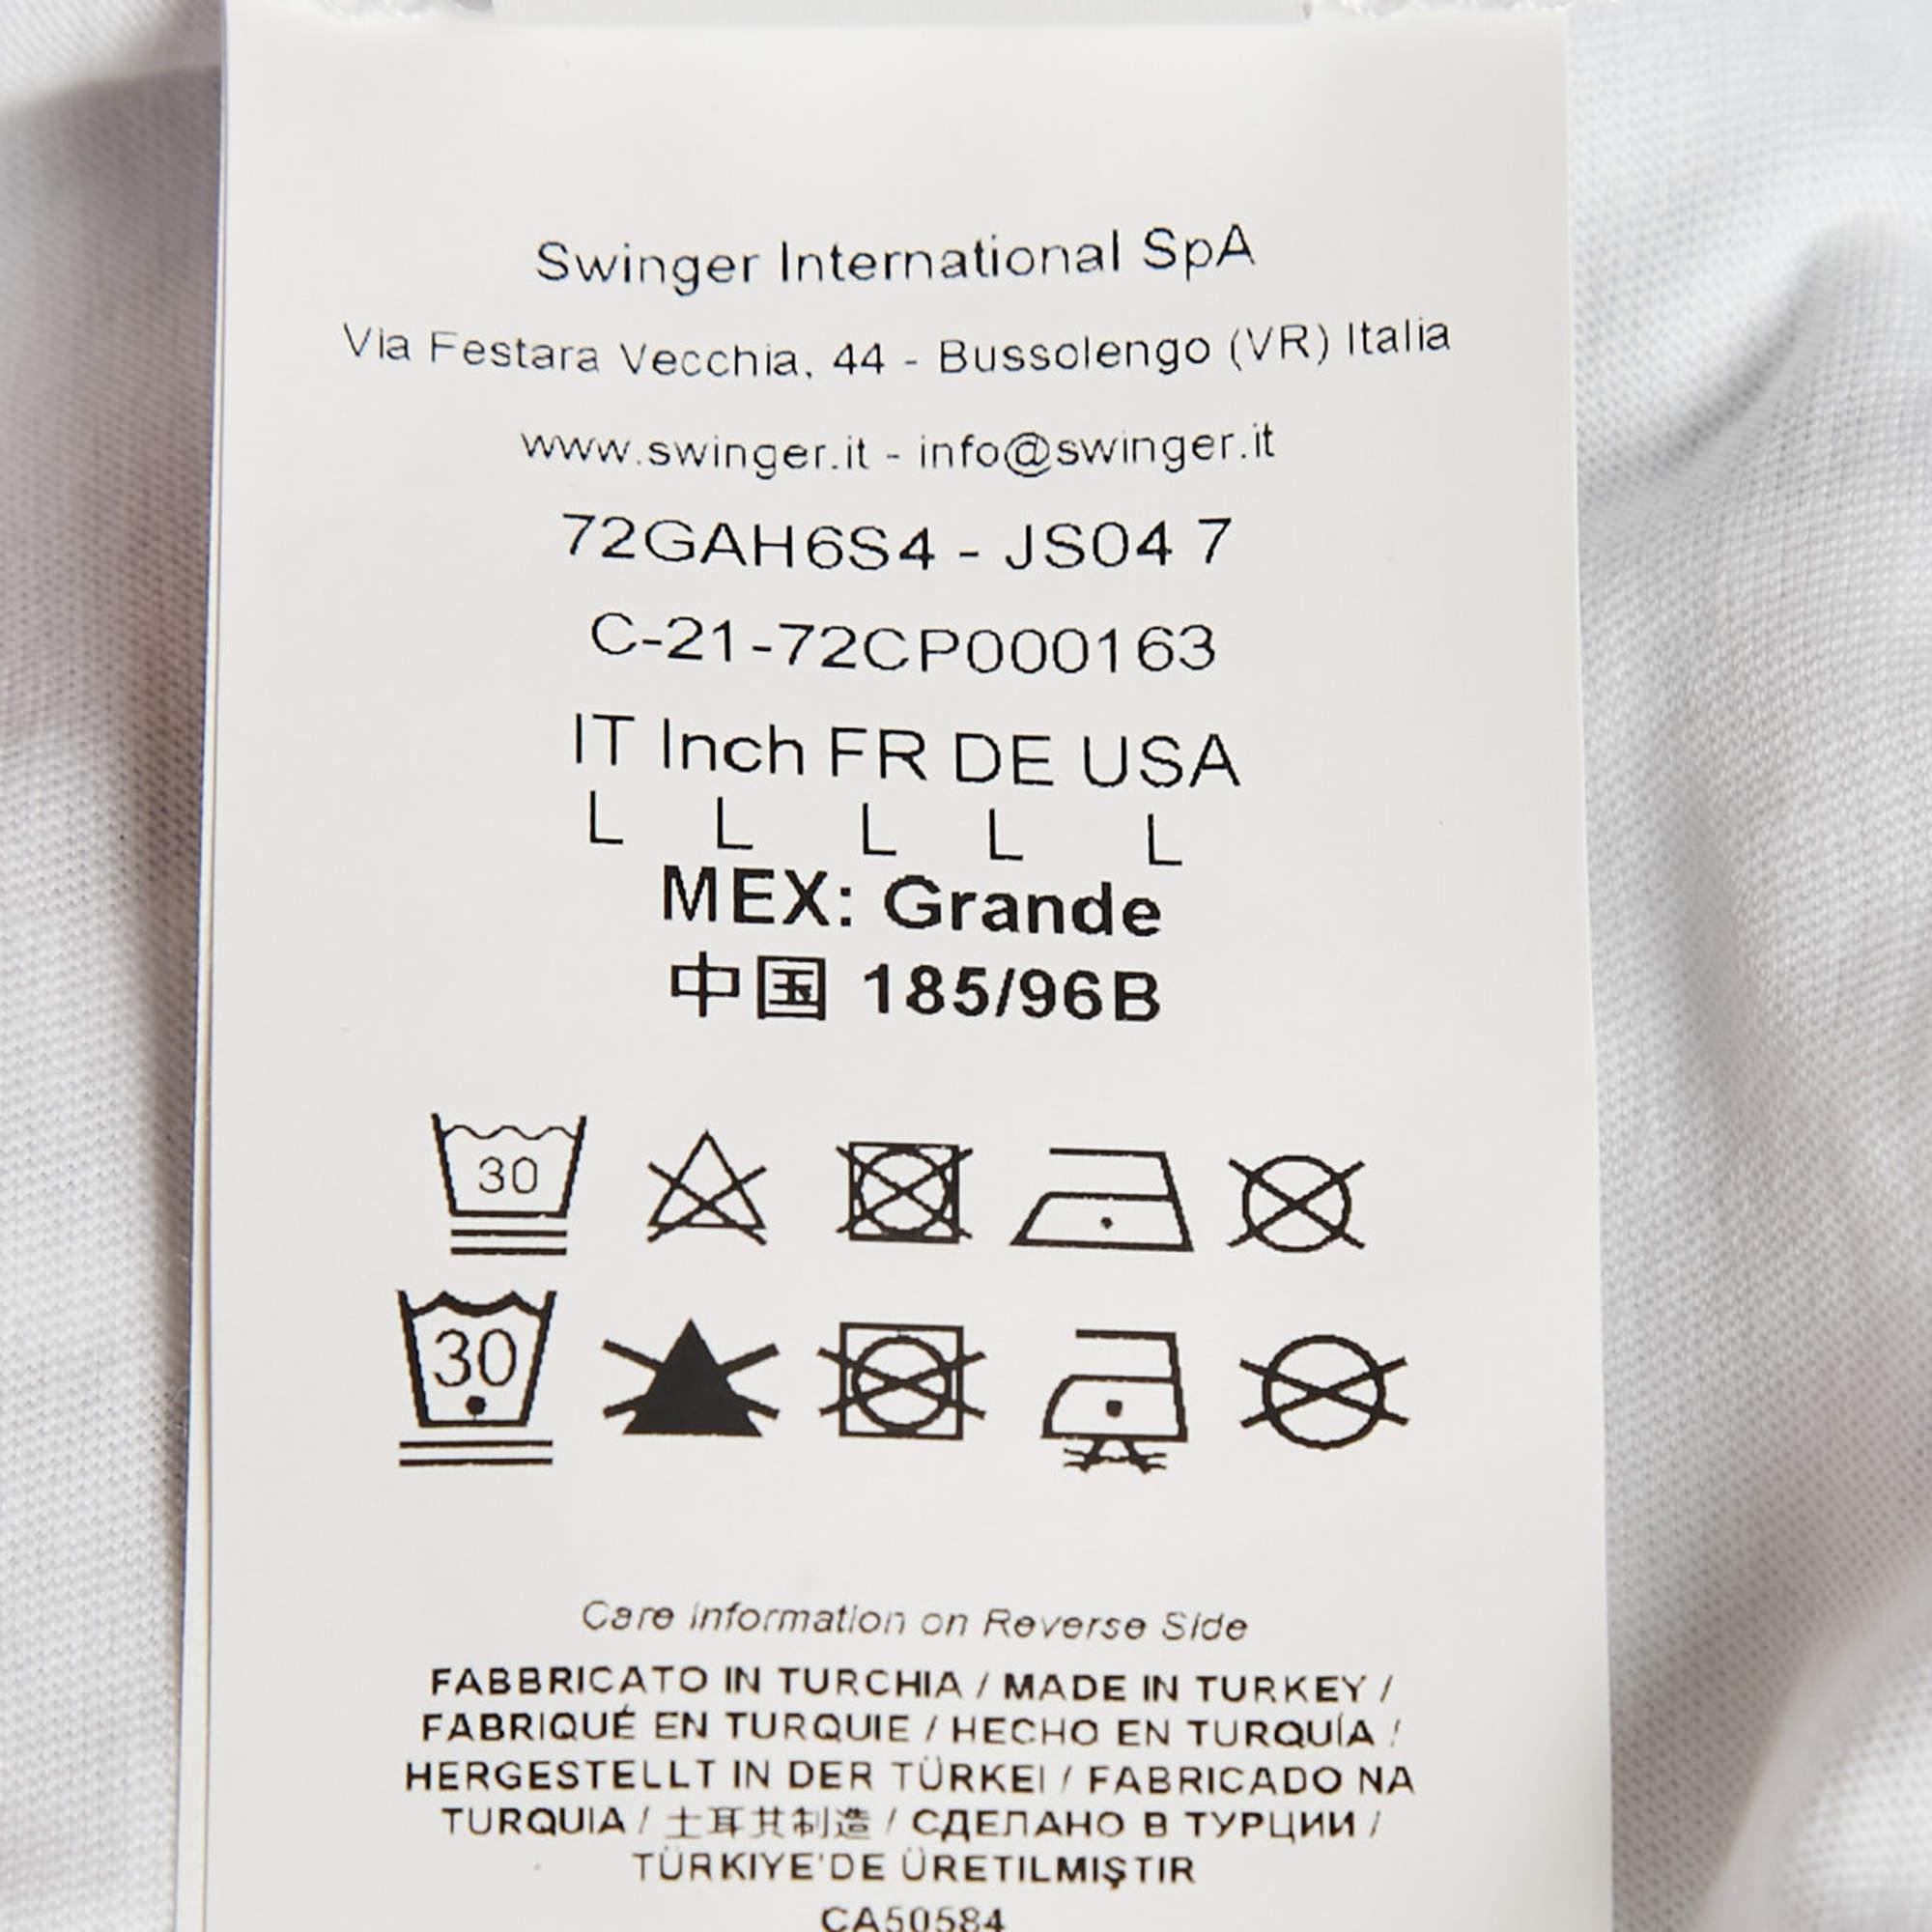 Swinger International SpA
Via Festara Vecchia, 44 - Bussolengo (VR) Italia
www.swinger.it - info@swinger.it
72GAH6S4 - JS04 7
C-21-72CP000163
IT Inch FR DE USA
L L L L L
MEX: Grande
中国 185/96B
30
30
Care information on Reverse Side
FABBRICATO IN TURCHIA / MADE IN TURKEY /
FABRIQUÉ EN TURQUIE / HECHO EN TURQUÍA /
HERGESTELLT IN DER TÜRKEI / FABRICADO NA
TURQUIA / 土耳其制造 / СДЕЛАНО В ТУРЦИИ /
TÜRKIYE'DE ÜRETILMIŞTIR
CA50584